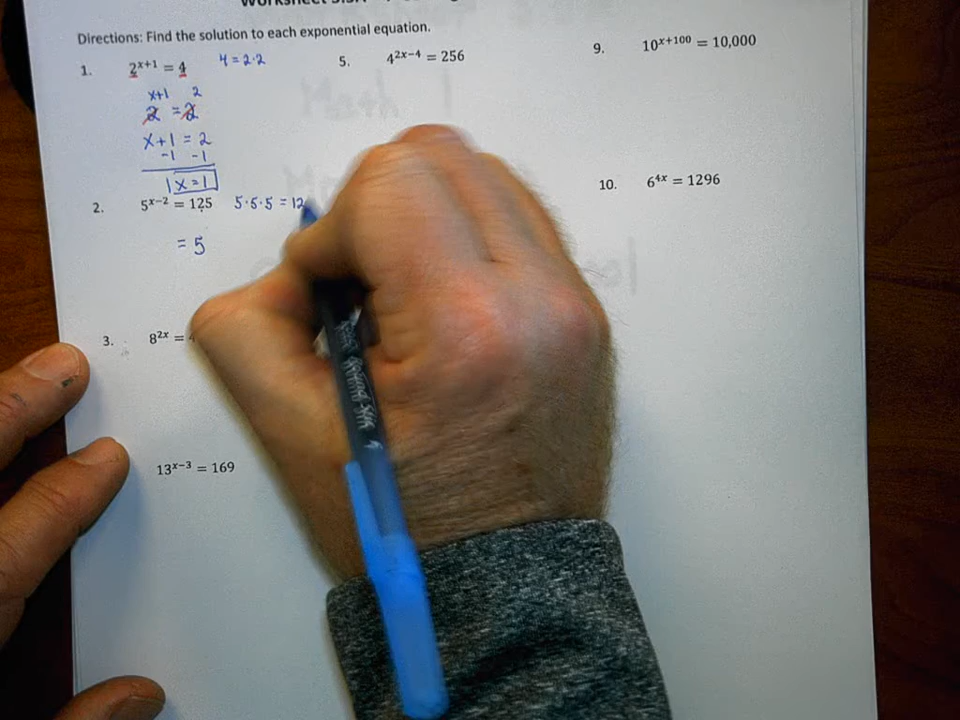 Directions: Find the solution to each exponential equation.
1. 2^{x+1} = 4 4 = 2·2
x+1 2
2 = 2
x+1 = 2
-1 -1
x = 1
2. 5^{x-2} = 125 5·5·5 = 12
= 5
3. 8^{2x} =
13^{x-3} = 169
5. 4^{2x-4} = 256
9. 10^{x+100} = 10,000
10. 6^{4x} = 1296